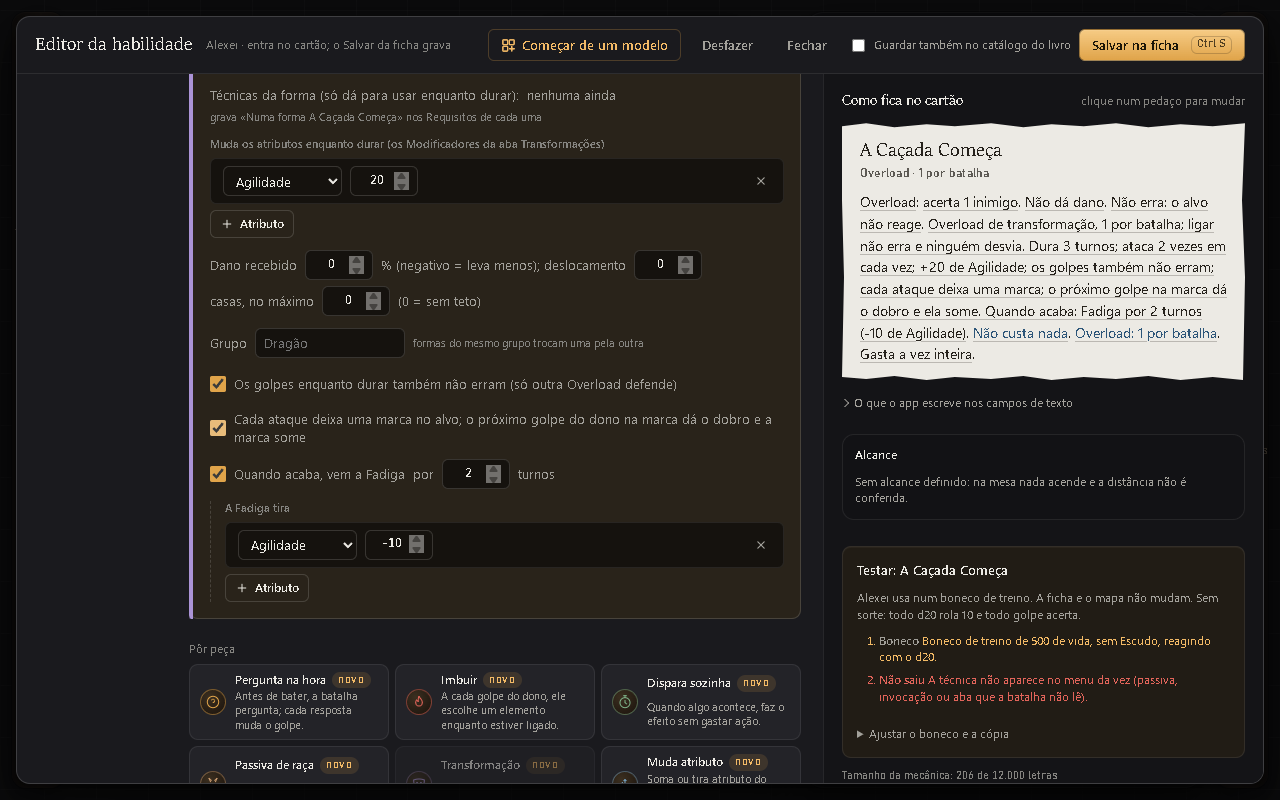 Editor da habilidade
Alexei · entra no cartão; o Salvar da ficha grava
Começar de um modelo
Desfazer
Fechar
Guardar também no catálogo do livro
Salvar na ficha Ctrl S
Técnicas da forma (só dá para usar enquanto durar): nenhuma ainda
grava «Numa forma A Caçada Começa» nos Requisitos de cada uma
Muda os atributos enquanto durar (os Modificadores da aba Transformações)
Agilidade 20 ×
+ Atributo
Dano recebido 0 % (negativo = leva menos); deslocamento 0
casas, no máximo 0 (0 = sem teto)
Grupo Dragão formas do mesmo grupo trocam uma pela outra
Os golpes enquanto durar também não erram (só outra Overload defende)
Cada ataque deixa uma marca no alvo; o próximo golpe do dono na marca dá o dobro e a
marca some
Quando acaba, vem a Fadiga por 2 turnos
A Fadiga tira
Agilidade -10 ×
+ Atributo
Pôr peça
Pergunta na hora NOVO
Antes de bater, a batalha
pergunta; cada resposta
muda o golpe.
Imbuir NOVO
A cada golpe do dono, ele
escolhe um elemento
enquanto estiver ligado.
Dispara sozinha NOVO
Quando algo acontece, faz o
efeito sem gastar ação.
Passiva de raça NOVO
Transformação NOVO
Muda atributo NOVO
Soma ou tira atributo do
Como fica no cartão
clique num pedaço para mudar
A Caçada Começa
Overload · 1 por batalha
Overload: acerta 1 inimigo. Não dá dano. Não erra: o alvo
não reage. Overload de transformação, 1 por batalha; ligar
não erra e ninguém desvia. Dura 3 turnos; ataca 2 vezes em
cada vez; +20 de Agilidade; os golpes também não erram;
cada ataque deixa uma marca; o próximo golpe na marca dá
o dobro e ela some. Quando acaba: Fadiga por 2 turnos
(-10 de Agilidade). Não custa nada. Overload: 1 por batalha.
Gasta a vez inteira.
O que o app escreve nos campos de texto
Alcance
Sem alcance definido: na mesa nada acende e a distância não é
conferida.
Testar: A Caçada Começa
Alexei usa num boneco de treino. A ficha e o mapa não mudam. Sem
sorte: todo d20 rola 10 e todo golpe acerta.
1. Boneco Boneco de treino de 500 de vida, sem Escudo, reagindo
com o d20.
2. Não saiu A técnica não aparece no menu da vez (passiva,
invocação ou aba que a batalha não lê).
Ajustar o boneco e a cópia
Tamanho da mecânica: 206 de 12.000 letras